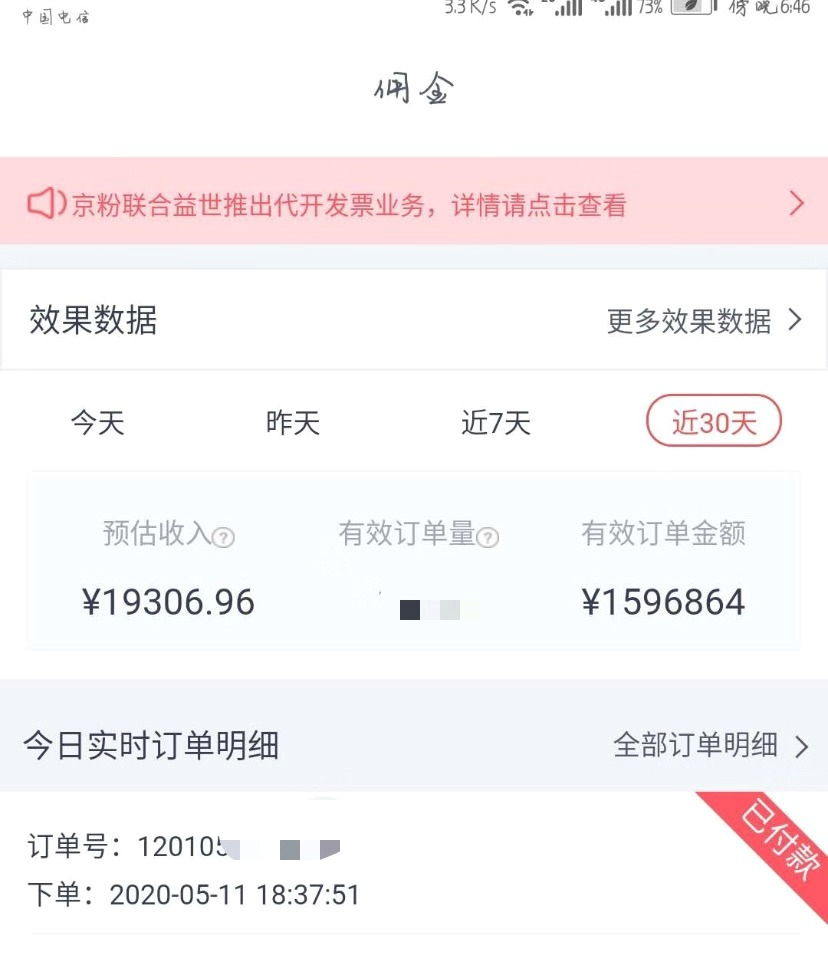 中国电信 3.3 K/s 73% 傍晚6:46
佣金
京粉联合益世推出代开发票业务，详情请点击查看
效果数据 更多效果数据
今天 昨天 近7天 近30天
预估收入? 有效订单量? 有效订单金额
¥19306.96 ¥1596864
今日实时订单明细 全部订单明细
已付款
订单号：120105
下单：2020-05-11 18:37:51